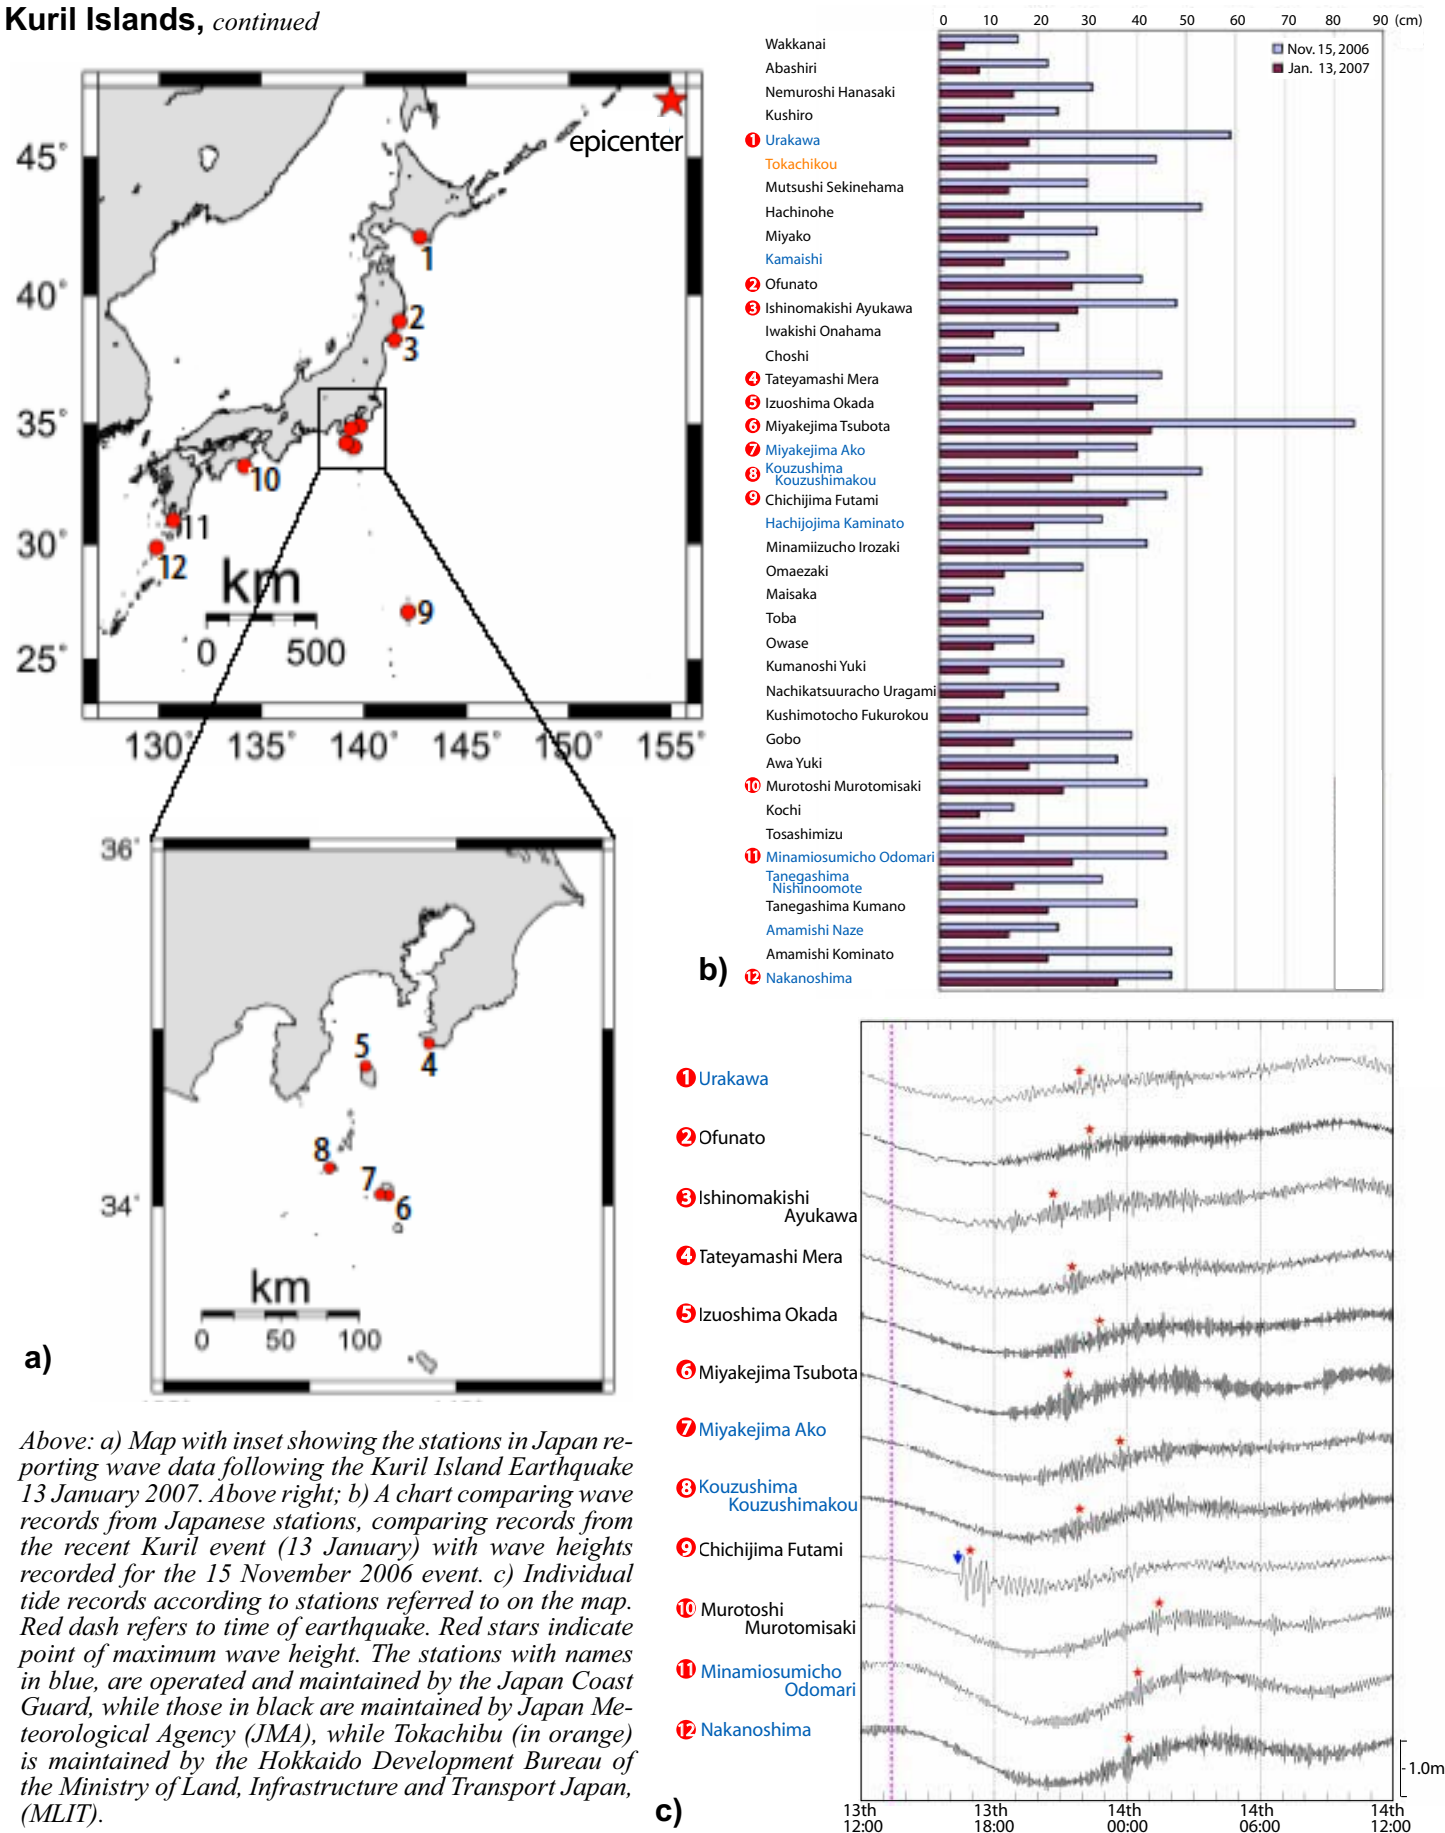 Kuril Islands, continued
45°
40°
35°
30°
25°
130°
135°
140°
145°
150°
155°
epicenter
1
2
3
10
11
12
9
km
0
500
36°
34°
5
4
8
7
6
km
0
50
100
a)
0
10
20
30
40
50
60
70
80
90
(cm)
Nov. 15, 2006
Jan. 13, 2007
Wakkanai
Abashiri
Nemuroshi Hanasaki
Kushiro
1 Urakawa
Tokachikou
Mutsushi Sekinehama
Hachinohe
Miyako
Kamaishi
2 Ofunato
3 Ishinomakishi Ayukawa
Iwakishi Onahama
Choshi
4 Tateyamashi Mera
5 Izuoshima Okada
6 Miyakejima Tsubota
7 Miyakejima Ako
8 Kouzushima
Kouzushimakou
9 Chichijima Futami
Hachijojima Kaminato
Minamiizucho Irozaki
Omaezaki
Maisaka
Toba
Owase
Kumanoshi Yuki
Nachikatsuuracho Uragami
Kushimotocho Fukurokou
Gobo
Awa Yuki
10 Murotoshi Murotomisaki
Kochi
Tosashimizu
11 Minamiosumicho Odomari
Tanegashima
Nishinoomote
Tanegashima Kumano
Amamishi Naze
Amamishi Kominato
12 Nakanoshima
b)
1 Urakawa
2 Ofunato
3 Ishinomakishi
Ayukawa
4 Tateyamashi Mera
5 Izuoshima Okada
6 Miyakejima Tsubota
7 Miyakejima Ako
8 Kouzushima
Kouzushimakou
9 Chichijima Futami
10 Murotoshi
Murotomisaki
11 Minamiosumicho
Odomari
12 Nakanoshima
1.0m
13th
12:00
13th
18:00
14th
00:00
14th
06:00
14th
12:00
c)
Above: a) Map with inset showing the stations in Japan re-
porting wave data following the Kuril Island Earthquake
13 January 2007. Above right; b) A chart comparing wave
records from Japanese stations, comparing records from
the recent Kuril event (13 January) with wave heights
recorded for the 15 November 2006 event. c) Individual
tide records according to stations referred to on the map.
Red dash refers to time of earthquake. Red stars indicate
point of maximum wave height. The stations with names
in blue, are operated and maintained by the Japan Coast
Guard, while those in black are maintained by Japan Me-
teorological Agency (JMA), while Tokachibu (in orange)
is maintained by the Hokkaido Development Bureau of
the Ministry of Land, Infrastructure and Transport Japan,
(MLIT).